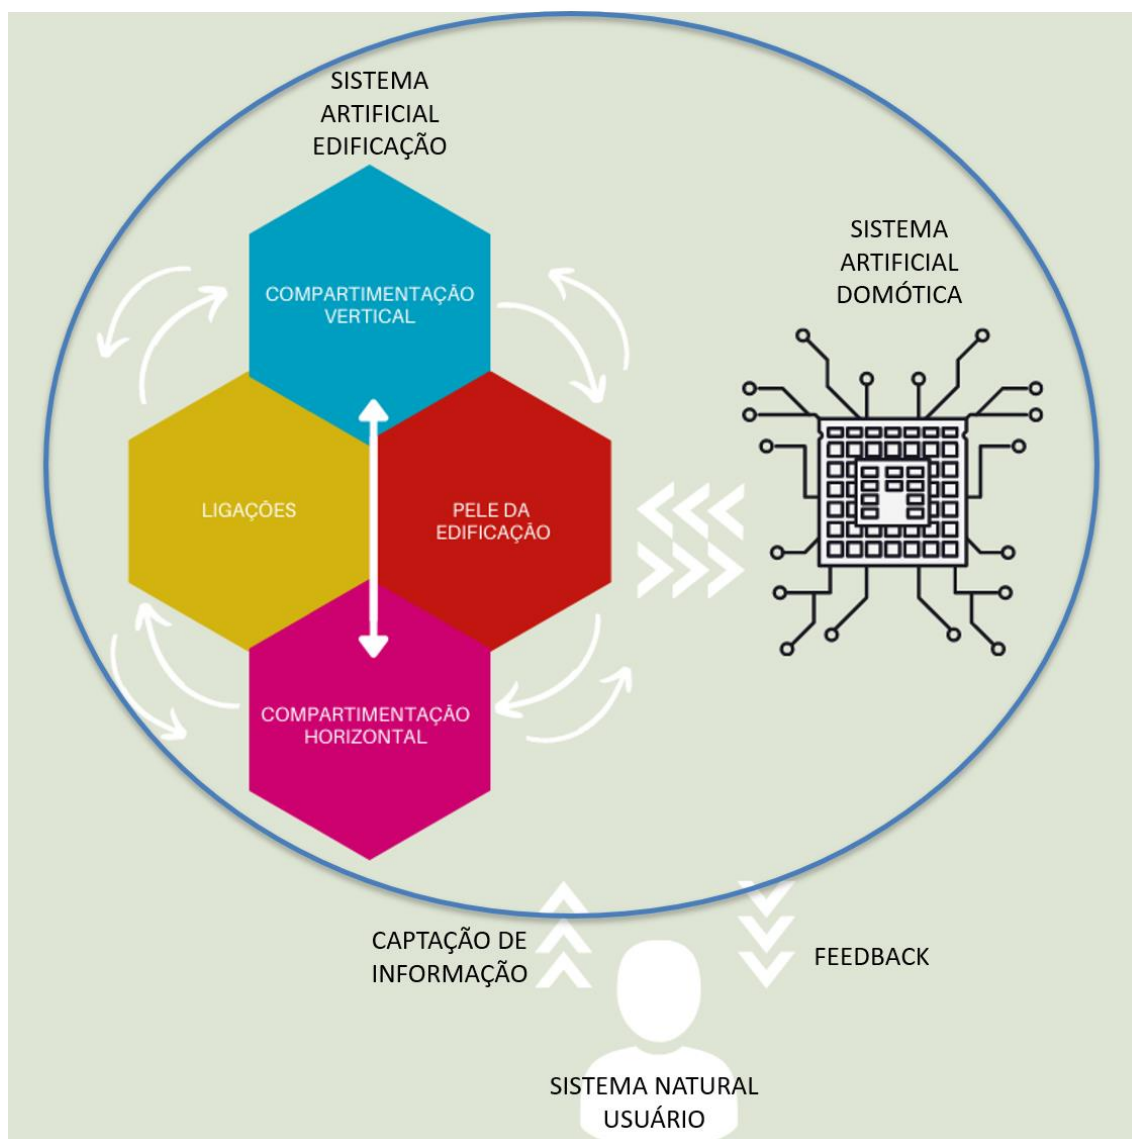 SISTEMA
ARTIFICIAL
EDIFICAÇÃO
SISTEMA
ARTIFICIAL
DOMÓTICA
COMPARTIMENTAÇÃO
VERTICAL
LIGAÇÕES
PELE DA
EDIFICAÇÃO
COMPARTIMENTAÇÃO
HORIZONTAL
CAPTAÇÃO DE
INFORMAÇÃO
FEEDBACK
SISTEMA NATURAL
USUÁRIO